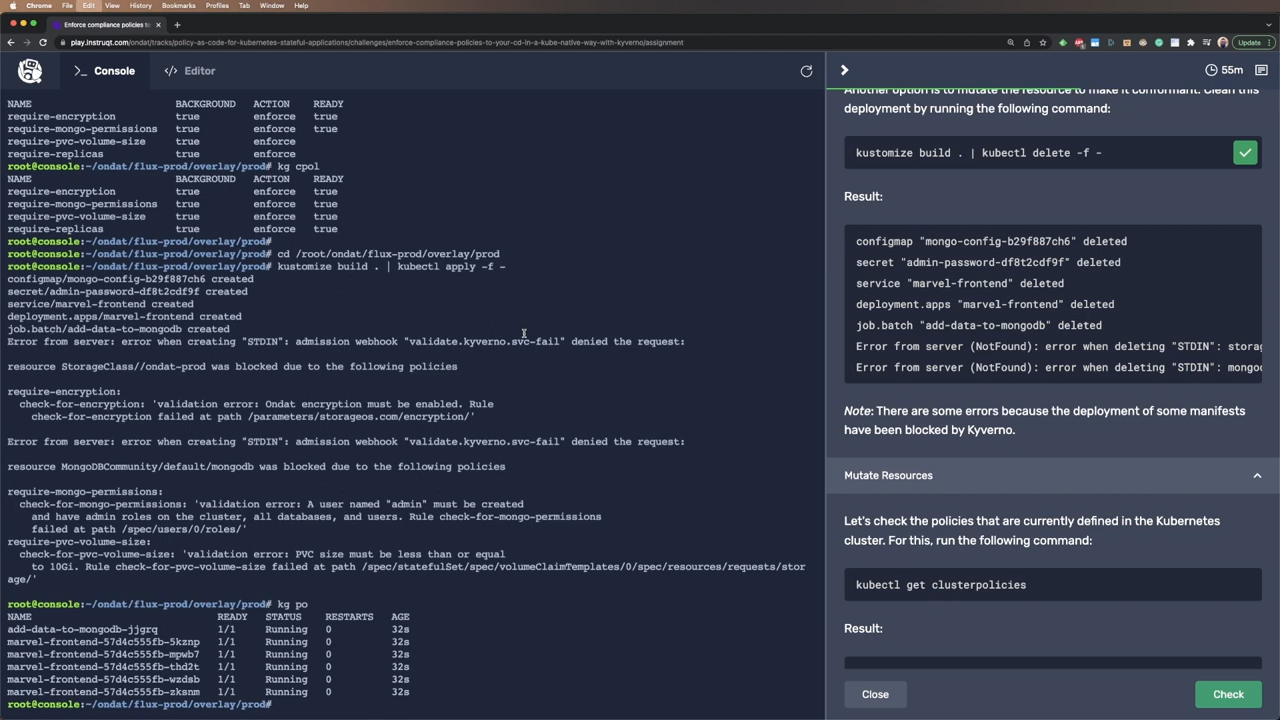 Chrome File Edit View History Bookmarks Profiles Tab Window Help
Enforce compliance policies to
play.instruqt.com/ondat/tracks/policy-as-code-for-kubernetes-stateful-applications/challenges/enforce-compliance-policies-to-your-cd-in-a-kube-native-way-with-kyverno/assignment
Update
>_ Console
</> Editor
NAME BACKGROUND ACTION READY
require-encryption true enforce true
require-mongo-permissions true enforce true
require-pvc-volume-size true enforce
require-replicas true enforce
root@console:~/ondat/flux-prod/overlay/prod# kg cpol
NAME BACKGROUND ACTION READY
require-encryption true enforce true
require-mongo-permissions true enforce true
require-pvc-volume-size true enforce true
require-replicas true enforce true
root@console:~/ondat/flux-prod/overlay/prod#
root@console:~/ondat/flux-prod/overlay/prod# cd /root/ondat/flux-prod/overlay/prod
root@console:~/ondat/flux-prod/overlay/prod# kustomize build . | kubectl apply -f -
configmap/mongo-config-b29f887ch6 created
secret/admin-password-df8t2cdf9f created
service/marvel-frontend created
deployment.apps/marvel-frontend created
job.batch/add-data-to-mongodb created
Error from server: error when creating "STDIN": admission webhook "validate.kyverno.svc-fail" denied the request:
resource StorageClass//ondat-prod was blocked due to the following policies
require-encryption:
check-for-encryption: 'validation error: Ondat encryption must be enabled. Rule
check-for-encryption failed at path /parameters/storageos.com/encryption/'
Error from server: error when creating "STDIN": admission webhook "validate.kyverno.svc-fail" denied the request:
resource MongoDBCommunity/default/mongodb was blocked due to the following policies
require-mongo-permissions:
check-for-mongo-permissions: 'validation error: A user named "admin" must be created
and have admin roles on the cluster, all databases, and users. Rule check-for-mongo-permissions
failed at path /spec/users/0/roles/'
require-pvc-volume-size:
check-for-pvc-volume-size: 'validation error: PVC size must be less than or equal
to 10Gi. Rule check-for-pvc-volume-size failed at path /spec/statefulSet/spec/volumeClaimTemplates/0/spec/resources/requests/stor
age/'
root@console:~/ondat/flux-prod/overlay/prod# kg po
NAME READY STATUS RESTARTS AGE
add-data-to-mongodb-jjgrq 1/1 Running 0 32s
marvel-frontend-57d4c555fb-5kznp 1/1 Running 0 32s
marvel-frontend-57d4c555fb-mpwb7 1/1 Running 0 32s
marvel-frontend-57d4c555fb-thd2t 1/1 Running 0 32s
marvel-frontend-57d4c555fb-wzdsb 1/1 Running 0 32s
marvel-frontend-57d4c555fb-zksnm 1/1 Running 0 32s
root@console:~/ondat/flux-prod/overlay/prod#
55m
Another option is to mutate the resource to make it conformant. Clean this
deployment by running the following command:
kustomize build . | kubectl delete -f -
Result:
configmap "mongo-config-b29f887ch6" deleted
secret "admin-password-df8t2cdf9f" deleted
service "marvel-frontend" deleted
deployment.apps "marvel-frontend" deleted
job.batch "add-data-to-mongodb" deleted
Error from server (NotFound): error when deleting "STDIN": storag
Error from server (NotFound): error when deleting "STDIN": mongod
Note: There are some errors because the deployment of some manifests
have been blocked by Kyverno.
Mutate Resources
Let's check the policies that are currently defined in the Kubernetes
cluster. For this, run the following command:
kubectl get clusterpolicies
Result:
Close
Check